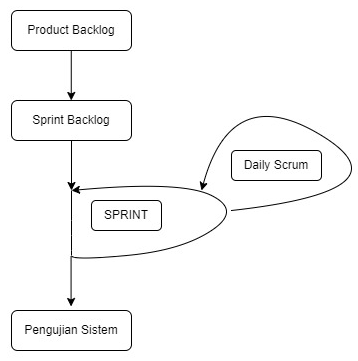 Product Backlog
Sprint Backlog
Daily Scrum
SPRINT
Pengujian Sistem